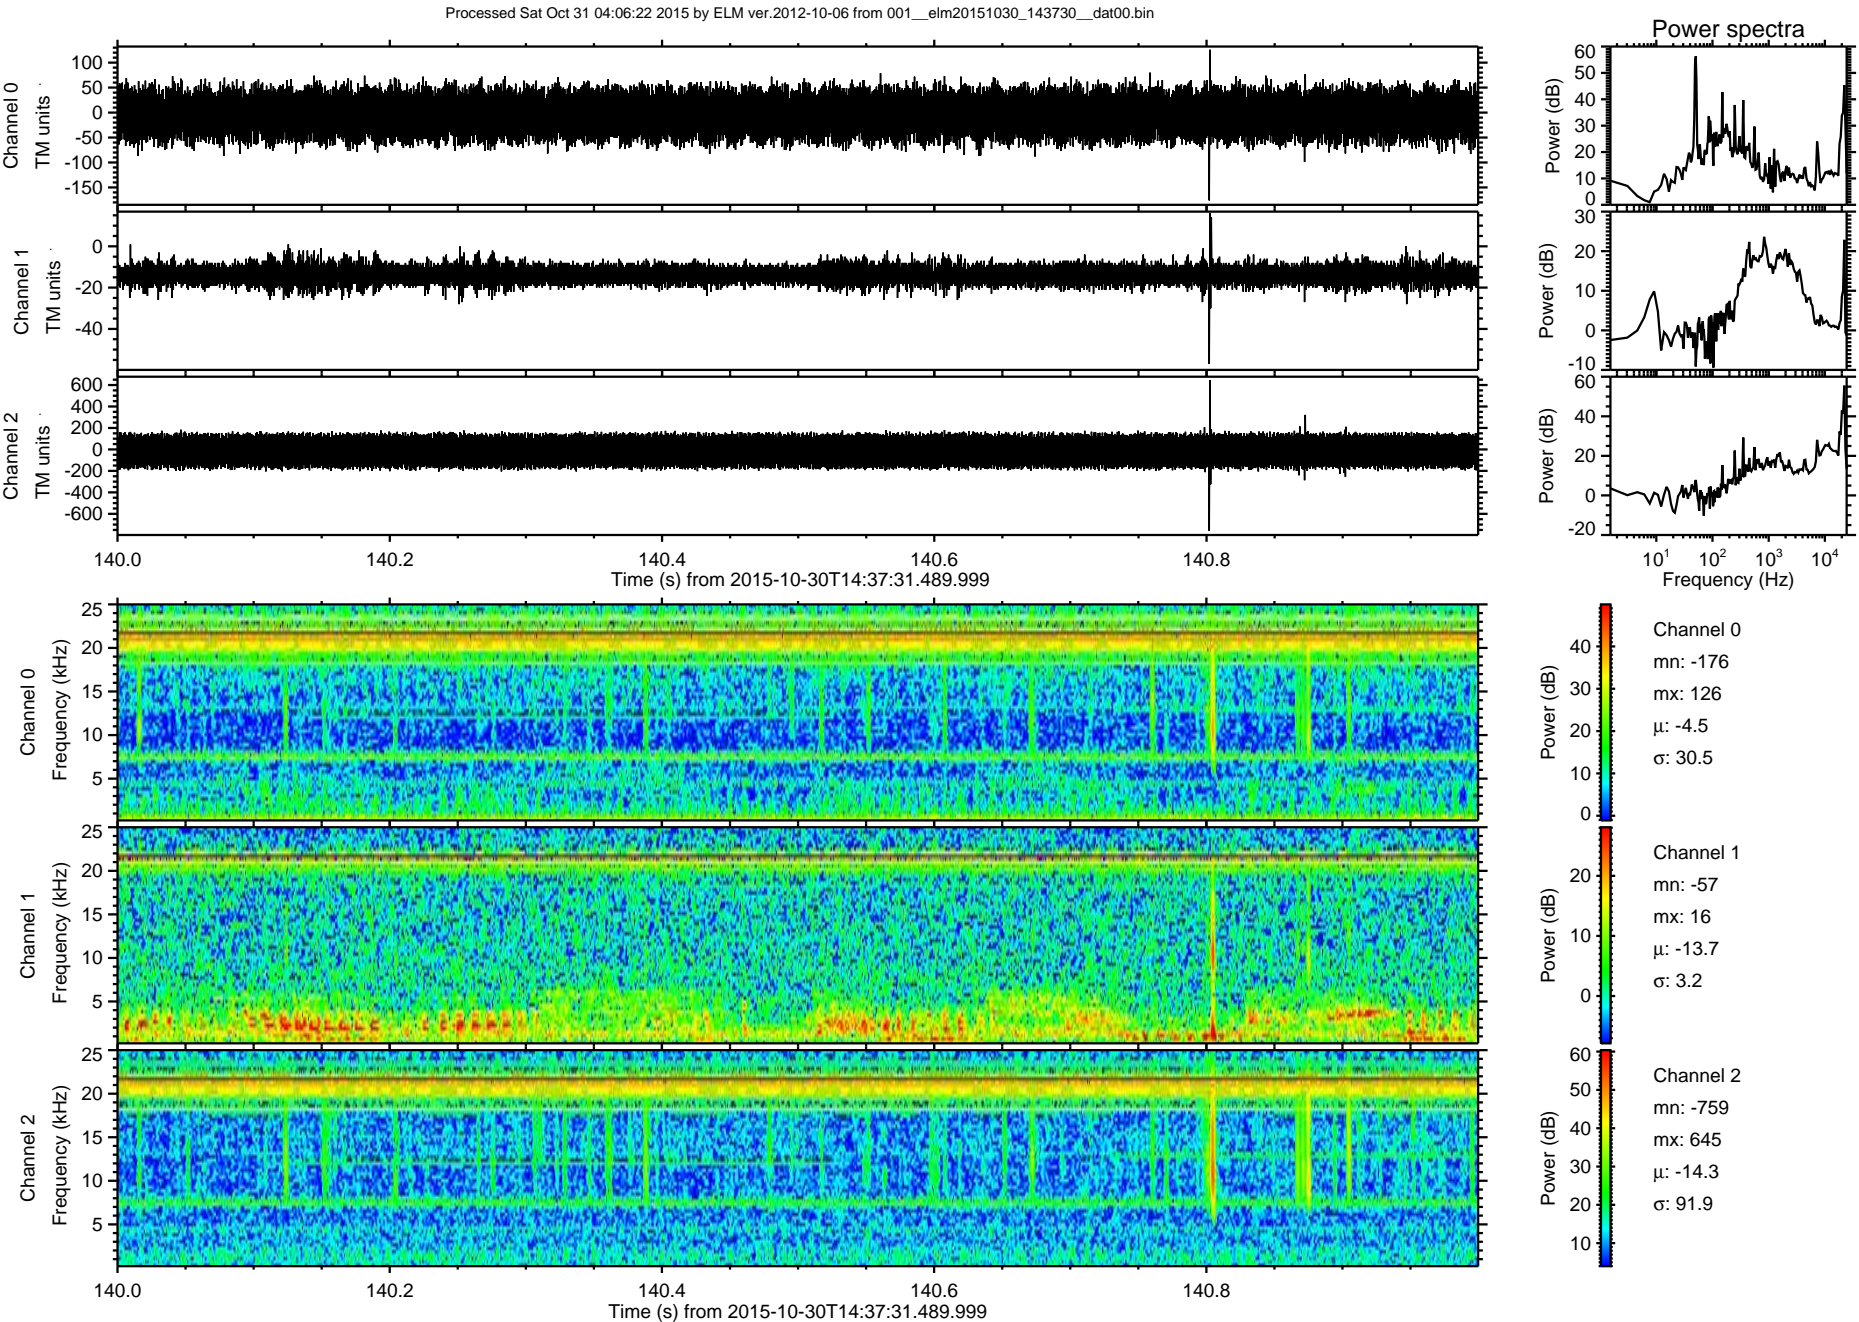 Processed Sat Oct 31 04:06:22 2015 by ELM ver.2012-10-06 from 001__elm20151030_143730__dat00.bin
Power spectra
Channel 0
TM units
100
50
0
-50
-100
-150
Power (dB)
60
50
40
30
20
10
0
Channel 1
TM units
0
-20
-40
Power (dB)
30
20
10
0
-10
Channel 2
TM units
600
400
200
0
-200
-400
-600
Power (dB)
60
40
20
0
-20
140.0 140.2 140.4 140.6 140.8
Time (s) from 2015-10-30T14:37:31.489.999
10^1 10^2 10^3 10^4
Frequency (Hz)
Channel 0
Frequency (kHz)
25
20
15
10
5
Power (dB)
40
30
20
10
0
Channel 0
mn: -176
mx: 126
μ: -4.5
σ: 30.5
Channel 1
Frequency (kHz)
25
20
15
10
5
Power (dB)
20
10
0
Channel 1
mn: -57
mx: 16
μ: -13.7
σ: 3.2
Channel 2
Frequency (kHz)
25
20
15
10
5
Power (dB)
60
50
40
30
20
10
Channel 2
mn: -759
mx: 645
μ: -14.3
σ: 91.9
140.0 140.2 140.4 140.6 140.8
Time (s) from 2015-10-30T14:37:31.489.999